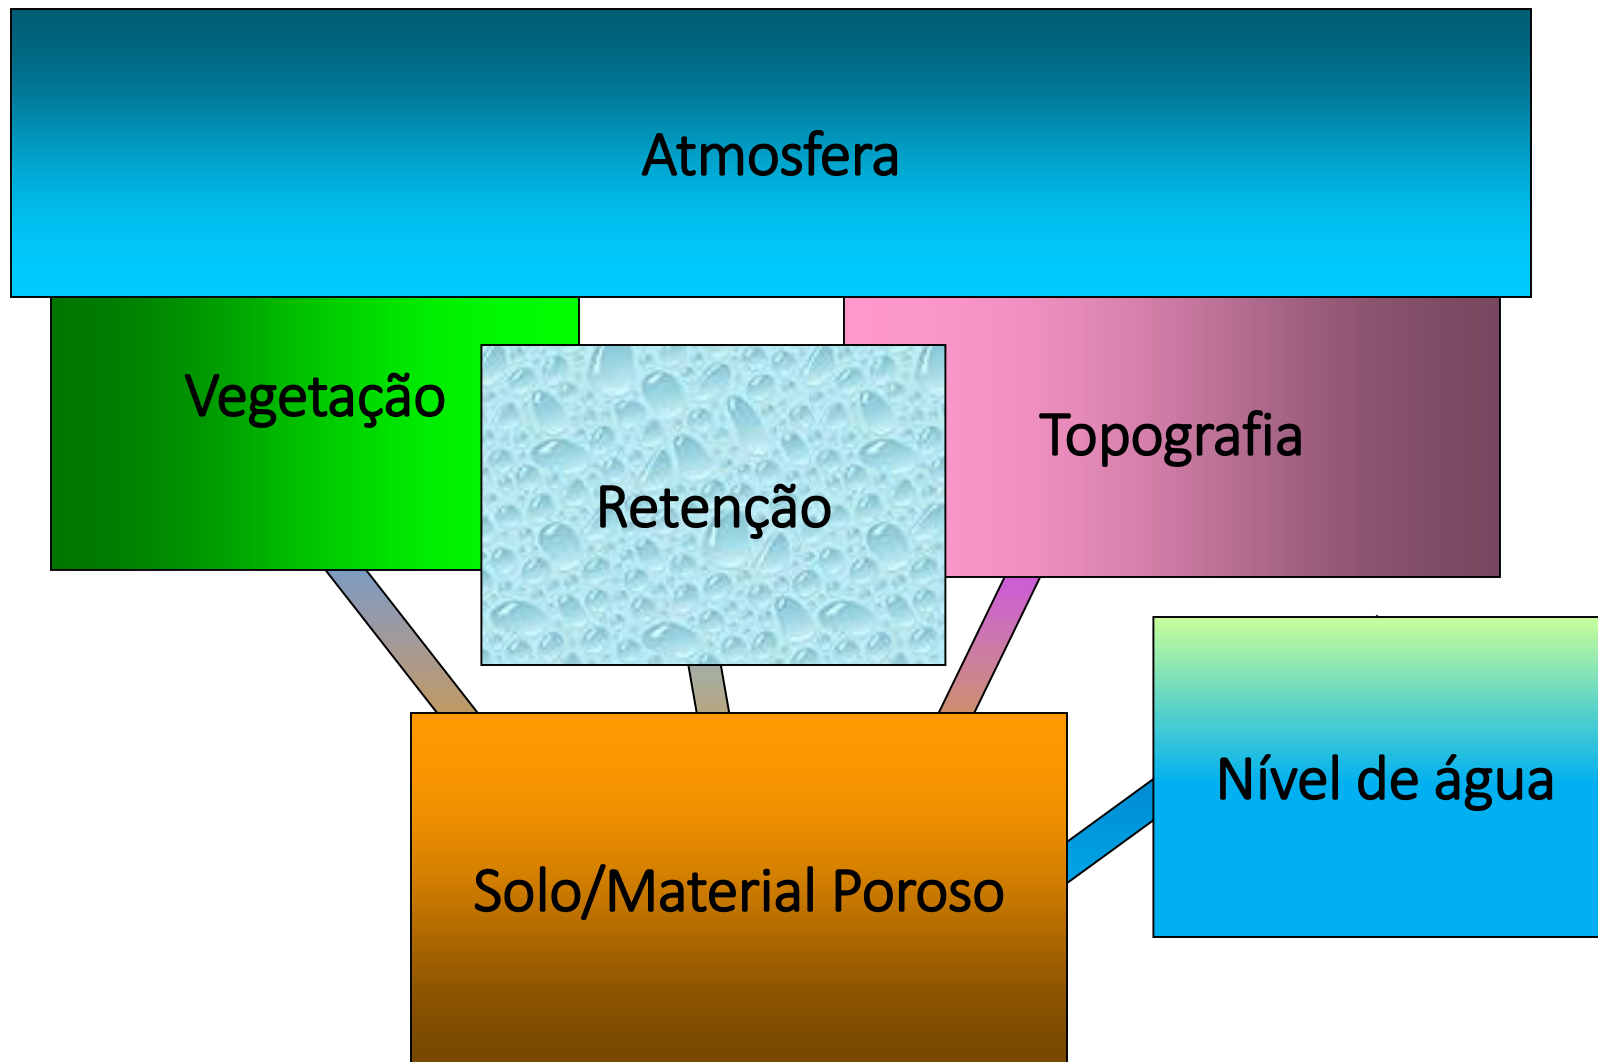 Atmosfera
Vegetação
Topografia
Retenção
Nível de água
Solo/Material Poroso